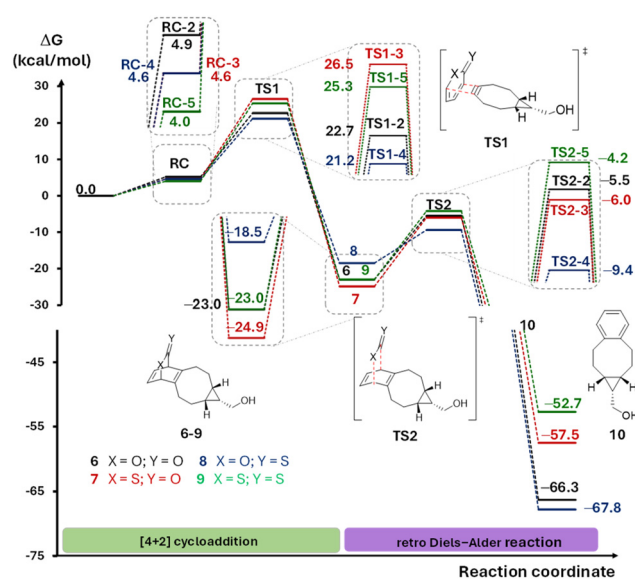 ΔG
(kcal/mol)
30
20
10
0
-10
-20
-30
-45
-55
-65
-75
0.0
RC-2
4.9
RC-4
4.6
RC-3
4.6
RC-5
4.0
RC
TS1
26.5
TS1-3
25.3
TS1-5
22.7
TS1-2
21.2
TS1-4
Y
X
H
H
OH
‡
TS1
TS2-5
−4.2
TS2-2
−5.5
TS2-3
−6.0
TS2-4
−9.4
TS2
−18.5
−23.0
−23.0
−24.9
8
6
9
7
Y
X
H
H
OH
6-9
Y
X
H
H
OH
‡
TS2
10
H
H
OH
10
−52.7
−57.5
−66.3
−67.8
6 X = O; Y = O
8 X = O; Y = S
7 X = S; Y = O
9 X = S; Y = S
[4+2] cycloaddition
retro Diels−Alder reaction
Reaction coordinate